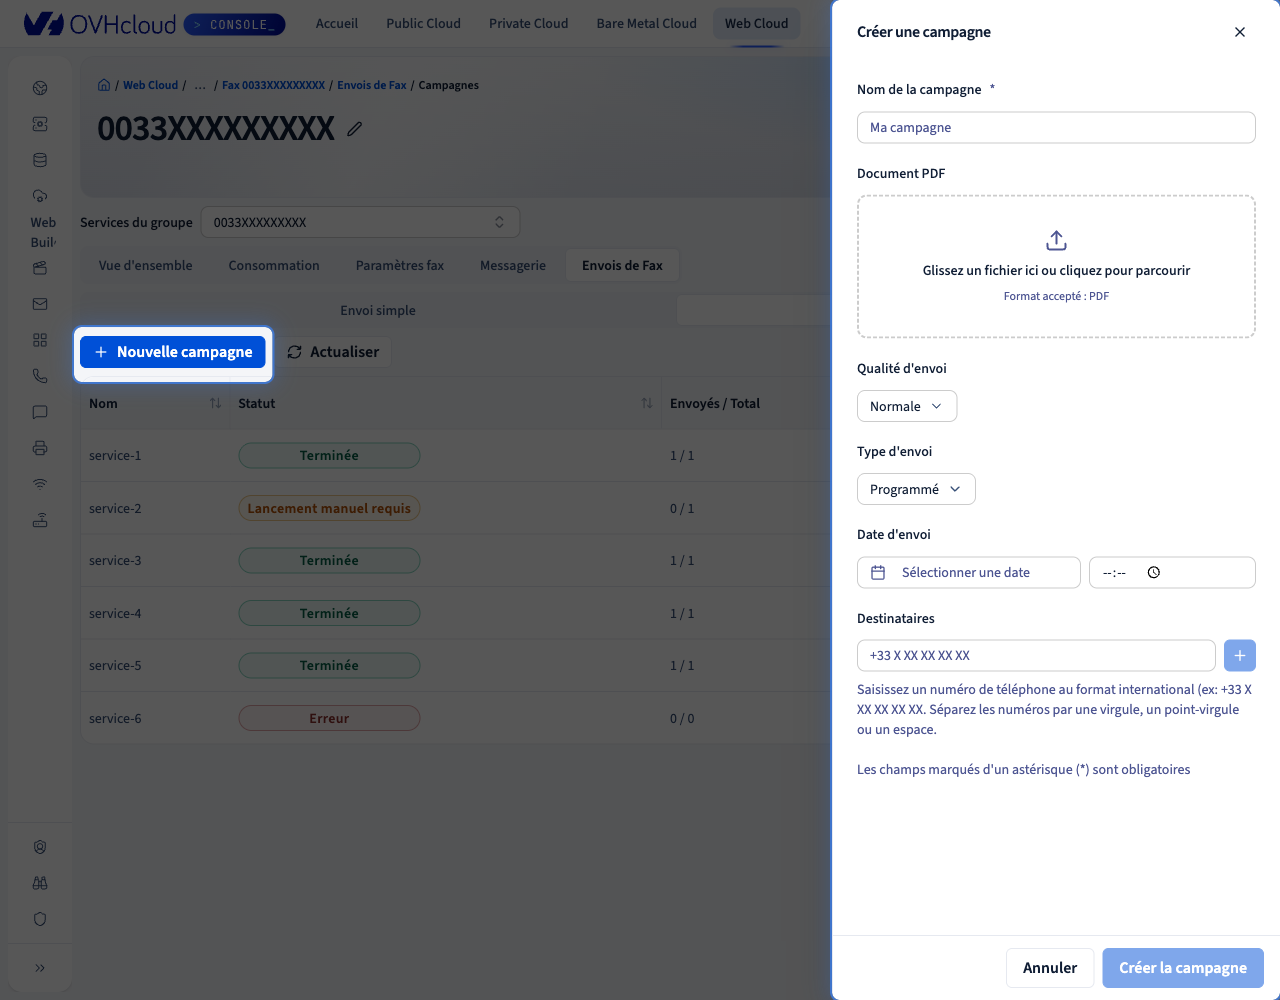 OVHcloud > CONSOLE_
Accueil
Public Cloud
Private Cloud
Bare Metal Cloud
Web Cloud
/ Web Cloud / ... / Fax 0033XXXXXXXXX / Envois de Fax / Campagnes
0033XXXXXXXXX
Web
Services du groupe
0033XXXXXXXXX
Vue d'ensemble
Consommation
Paramètres fax
Messagerie
Envois de Fax
Envoi simple
Nouvelle campagne
Actualiser
Nom
Statut
Envoyés / Total
service-1
Terminée
1 / 1
service-2
Lancement manuel requis
0 / 1
service-3
Terminée
1 / 1
service-4
Terminée
1 / 1
service-5
Terminée
1 / 1
service-6
Erreur
0 / 0
Créer une campagne
Nom de la campagne *
Ma campagne
Document PDF
Glissez un fichier ici ou cliquez pour parcourir
Format accepté : PDF
Qualité d'envoi
Normale
Type d'envoi
Programmé
Date d'envoi
Sélectionner une date
--:--
Destinataires
+33 X XX XX XX XX
Saisissez un numéro de téléphone au format international (ex: +33 X
XX XX XX XX. Séparez les numéros par une virgule, un point-virgule
ou un espace.
Les champs marqués d'un astérisque (*) sont obligatoires
Annuler
Créer la campagne